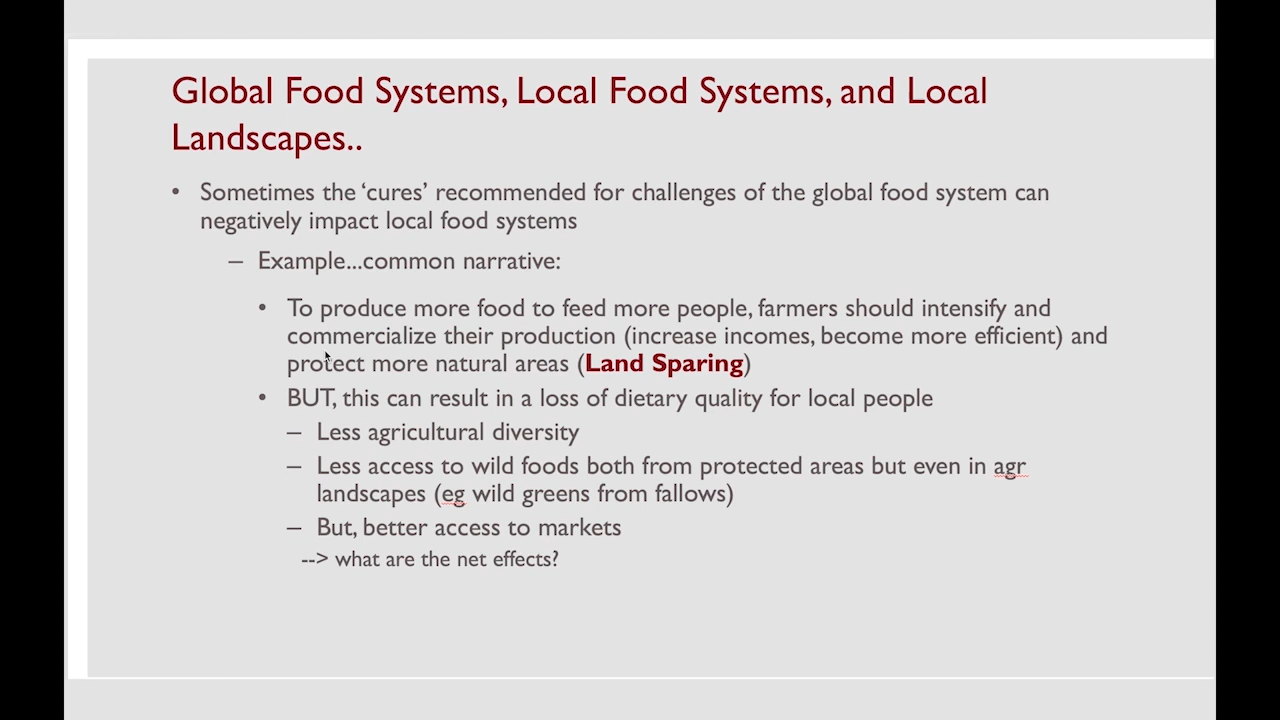 Global Food Systems, Local Food Systems, and Local
Landscapes..
• Sometimes the ‘cures’ recommended for challenges of the global food system can
negatively impact local food systems
– Example...common narrative:
• To produce more food to feed more people, farmers should intensify and
commercialize their production (increase incomes, become more efficient) and
protect more natural areas (Land Sparing)
• BUT, this can result in a loss of dietary quality for local people
– Less agricultural diversity
– Less access to wild foods both from protected areas but even in agr
landscapes (eg wild greens from fallows)
– But, better access to markets
--> what are the net effects?